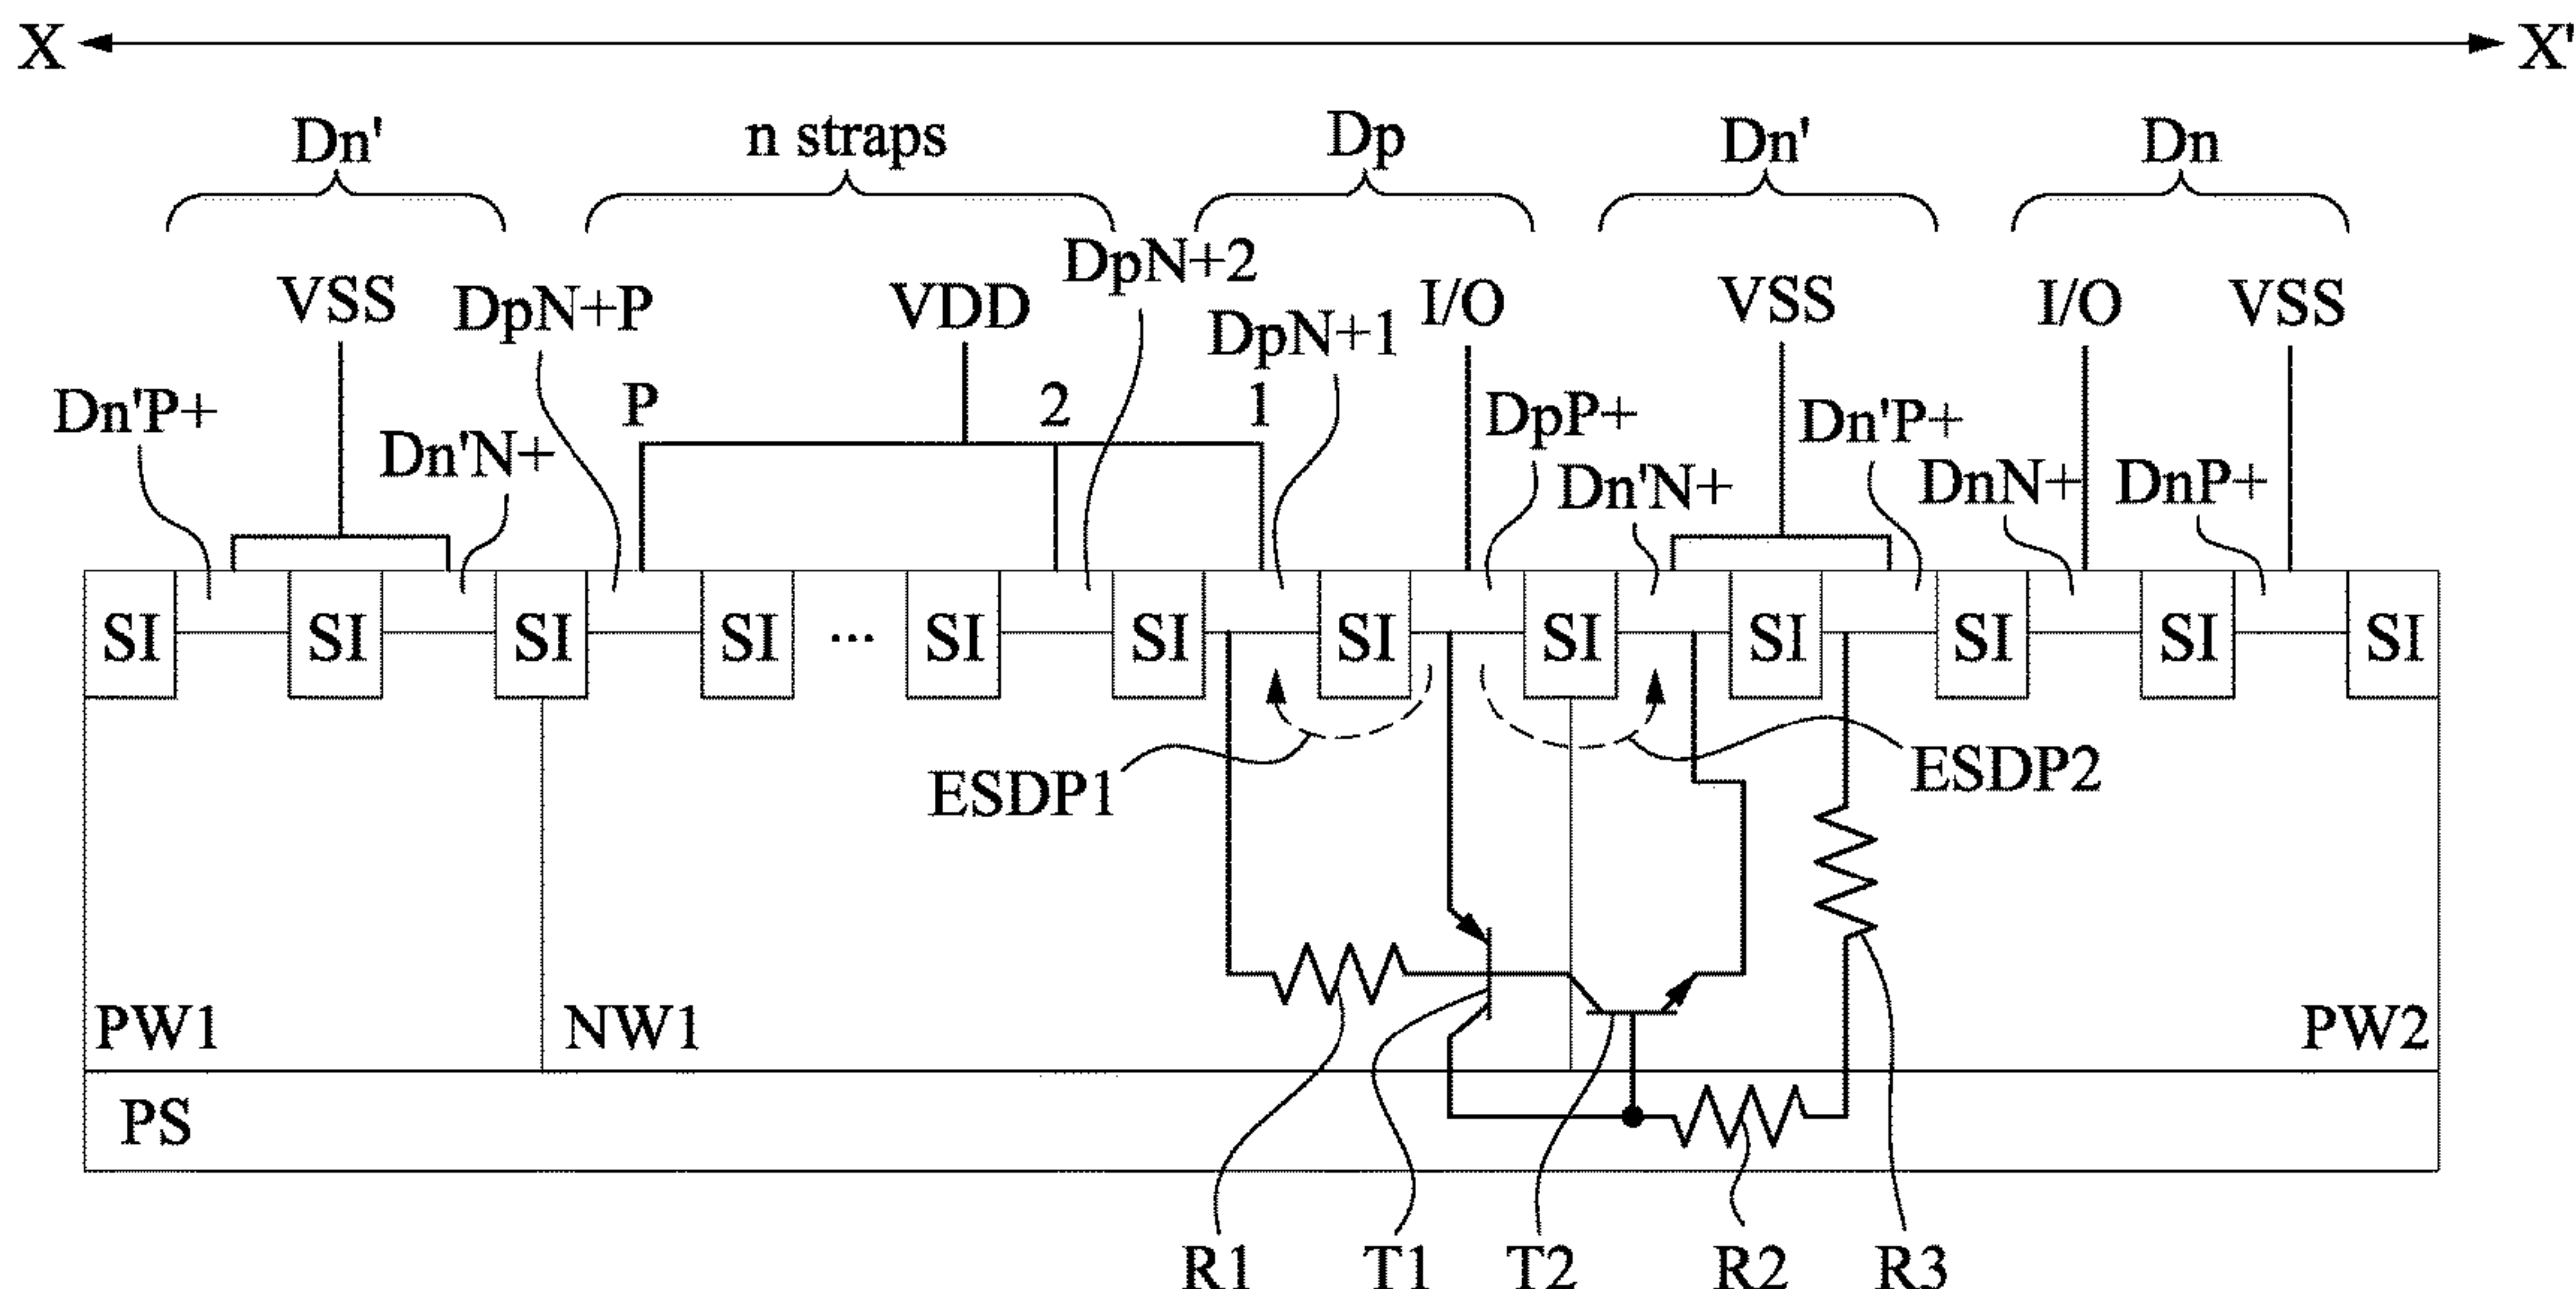 X X'
Dn' n straps Dp Dn' Dn
VSS DpN+P VDD DpN+2 DpN+1 I/O VSS I/O VSS
Dn'P+ Dn'N+ P 2 1 DpP+ Dn'N+ Dn'P+ DnN+ DnP+
SI SI SI SI ... SI SI SI SI SI SI SI SI
ESDP1 ESDP2
PW1 NW1 PW2
PS
R1 T1 T2 R2 R3